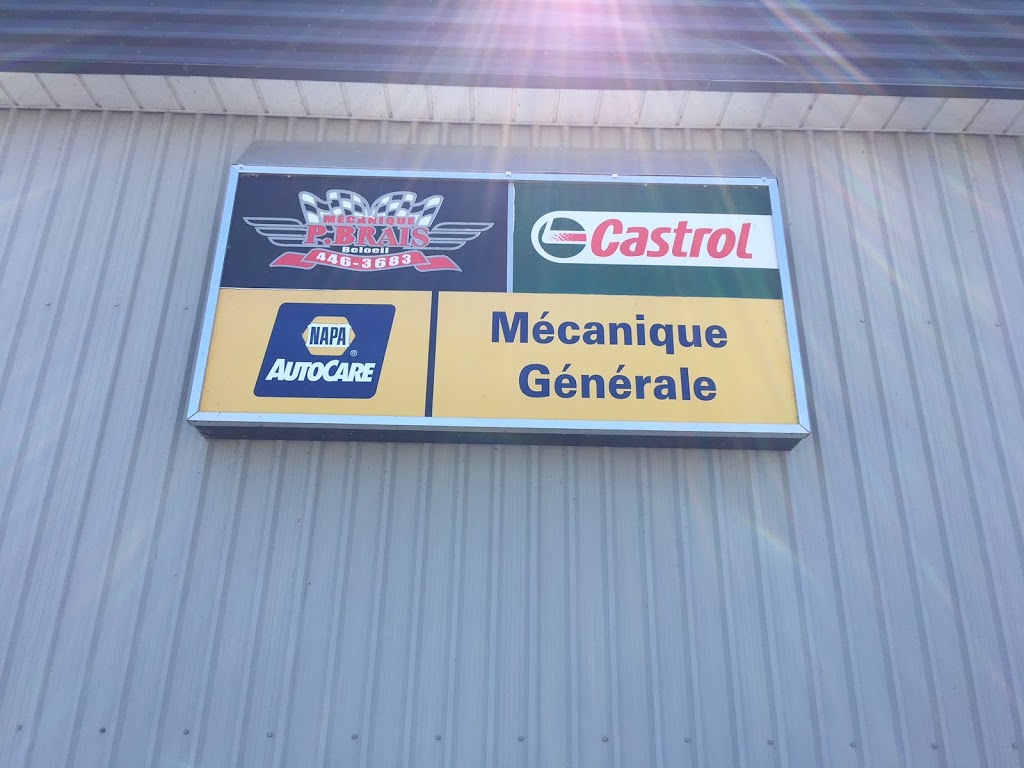 MÉCANIQUE
P.BRAIS
Beloeil
446-3683
Castrol
NAPA
®
AUTOCARE
Mécanique
Générale